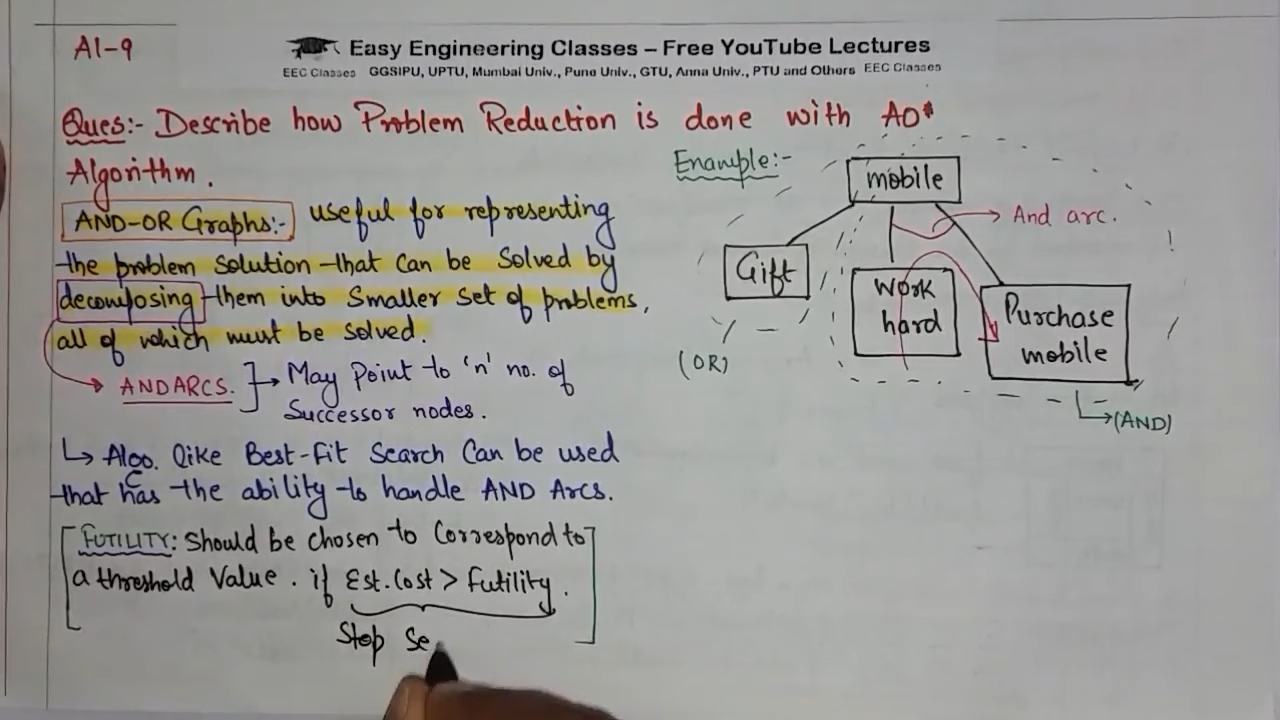 AI-9
Easy Engineering Classes – Free YouTube Lectures
EEC Classes GGSIPU, UPTU, Mumbai Univ., Pune Univ., GTU, Anna Univ., PTU and Others EEC Classes
Ques:- Describe how Problem Reduction is done with AO*
Algorithm.
AND-OR Graphs:- useful for representing
the problem solution that can be solved by
decomposing them into smaller set of problems,
all of which must be solved.
AND ARCS. May Point to 'n' no. of
Successor nodes.
Algo. like Best-Fit Search Can be used
that has the ability to handle AND Arcs.
FUTILITY: Should be chosen to Correspond to
a threshold Value. if Est. Cost > Futility.
Stop Se
Enample:-
mobile
And arc.
Gift
Work
hard
Purchase
mobile
(OR)
(AND)